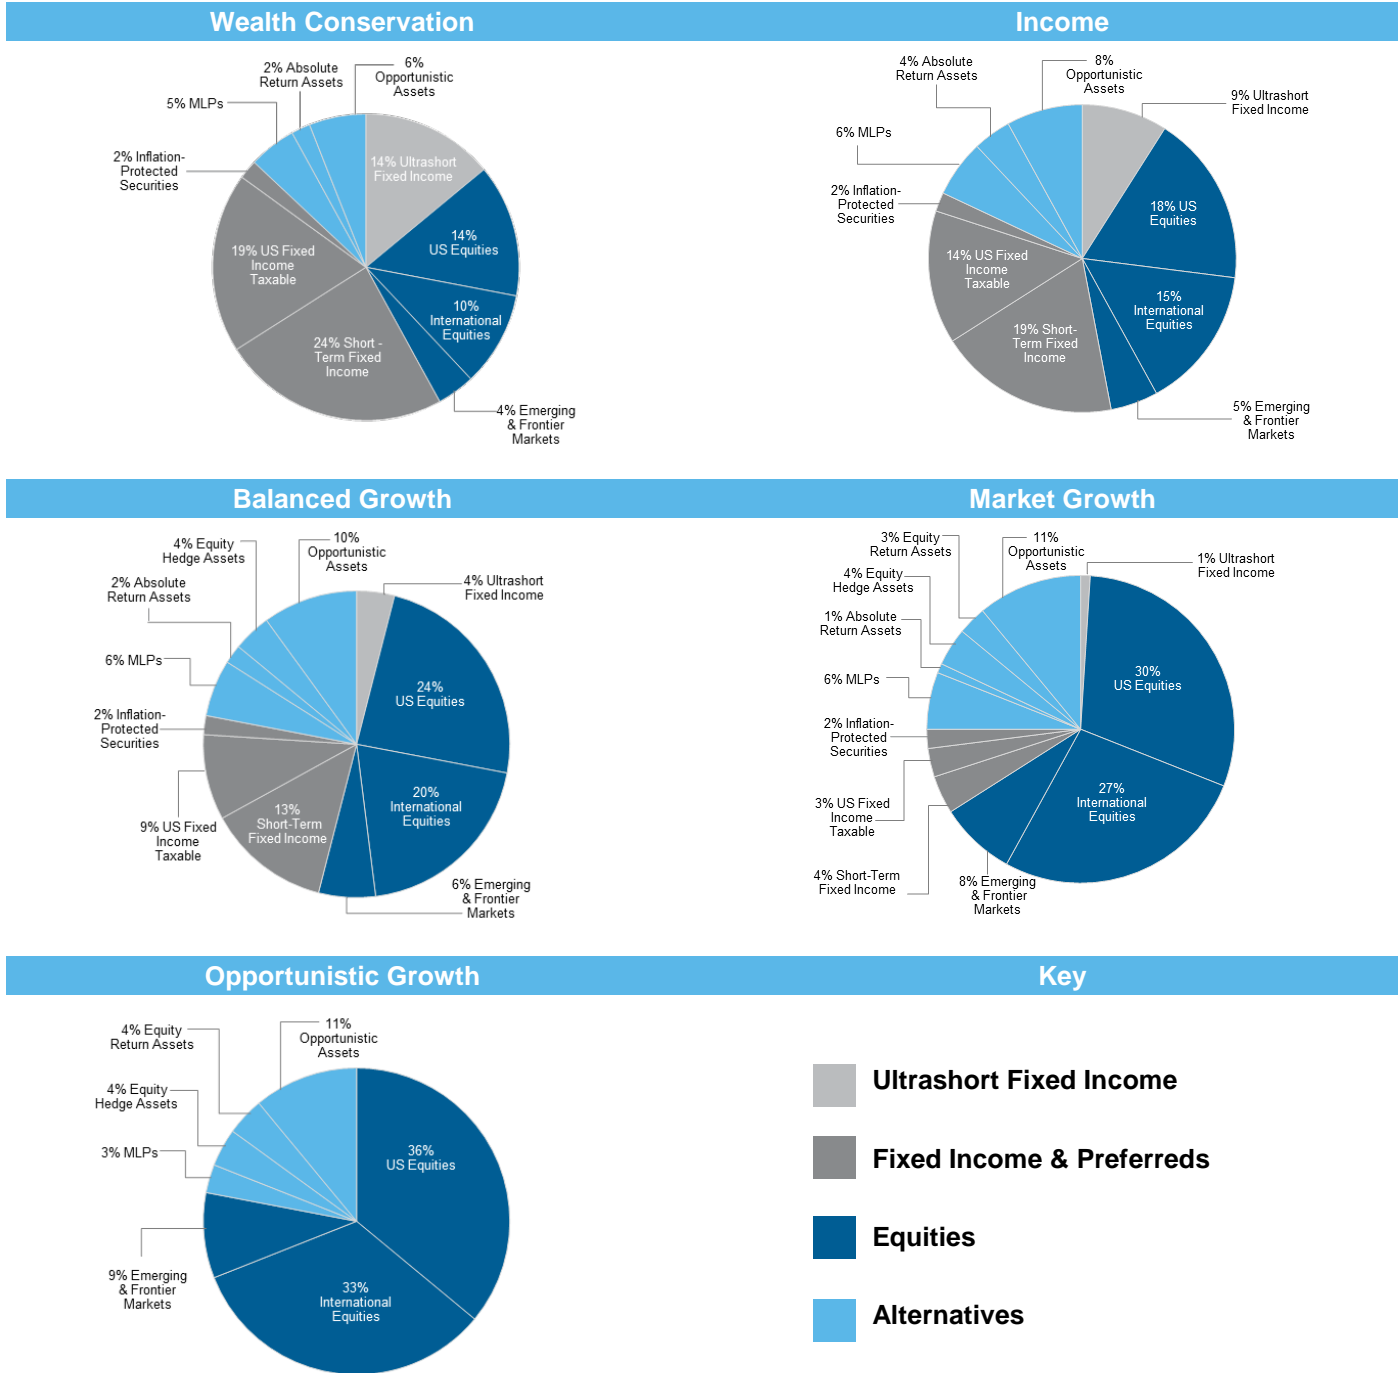 Wealth Conservation
2% Absolute
Return Assets
6%
Opportunistic
Assets
5% MLPs
2% Inflation-
Protected
Securities
14% Ultrashort
Fixed Income
14%
US Equities
10%
International
Equities
4% Emerging
& Frontier
Markets
24% Short -
Term Fixed
Income
19% US Fixed
Income
Taxable
Income
4% Absolute
Return Assets
8%
Opportunistic
Assets
9% Ultrashort
Fixed Income
6% MLPs
2% Inflation-
Protected
Securities
18% US
Equities
15%
International
Equities
5% Emerging
& Frontier
Markets
19% Short-
Term Fixed
Income
14% US Fixed
Income
Taxable
Balanced Growth
4% Equity
Hedge Assets
10%
Opportunistic
Assets
4% Ultrashort
Fixed Income
2% Absolute
Return Assets
6% MLPs
2% Inflation-
Protected
Securities
24%
US Equities
20%
International
Equities
6% Emerging
& Frontier
Markets
13%
Short-Term
Fixed Income
9% US Fixed
Income
Taxable
Market Growth
3% Equity
Return Assets
11%
Opportunistic
Assets
1% Ultrashort
Fixed Income
4% Equity
Hedge Assets
1% Absolute
Return Assets
6% MLPs
2% Inflation-
Protected
Securities
30%
US Equities
27%
International
Equities
3% US Fixed
Income
Taxable
4% Short-Term
Fixed Income
8% Emerging
& Frontier
Markets
Opportunistic Growth
4% Equity
Return Assets
11%
Opportunistic
Assets
4% Equity
Hedge Assets
3% MLPs
36%
US Equities
33%
International
Equities
9% Emerging
& Frontier
Markets
Key
Ultrashort Fixed Income
Fixed Income & Preferreds
Equities
Alternatives